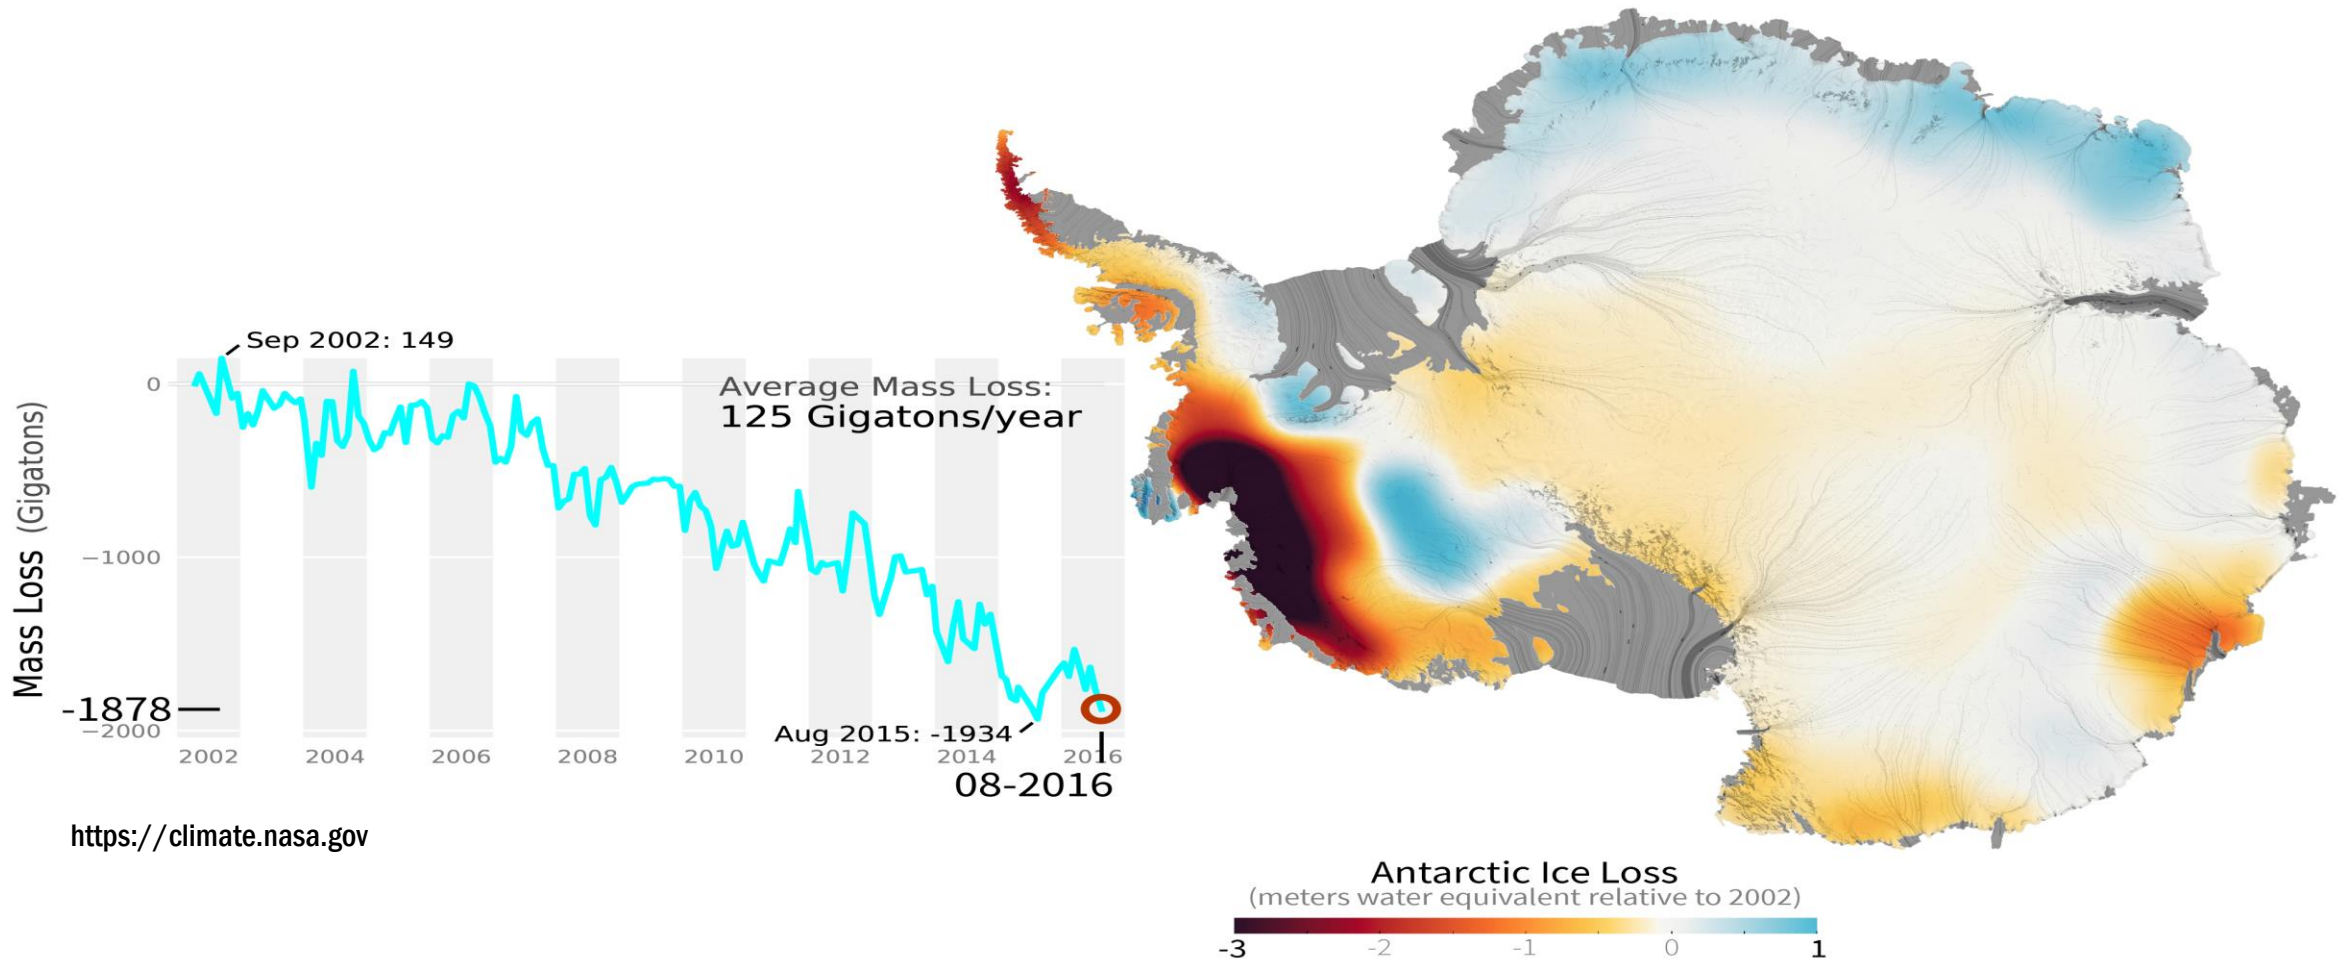 Sep 2002: 149
Average Mass Loss:
125 Gigatons/year
Mass Loss (Gigatons)
0
−1000
-1878
−2000
Aug 2015: -1934
2002 2004 2006 2008 2010 2012 2014 2016
08-2016
https://climate.nasa.gov
Antarctic Ice Loss
(meters water equivalent relative to 2002)
-3 -2 -1 0 1